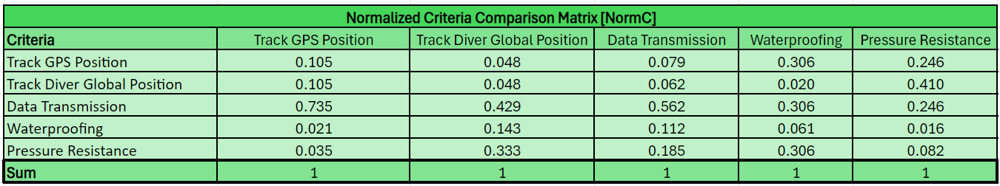 Normalized Criteria Comparison Matrix [NormC]
Criteria Track GPS Position Track Diver Global Position Data Transmission Waterproofing Pressure Resistance
Track GPS Position 0.105 0.048 0.079 0.306 0.246
Track Diver Global Position 0.105 0.048 0.062 0.020 0.410
Data Transmission 0.735 0.429 0.562 0.306 0.246
Waterproofing 0.021 0.143 0.112 0.061 0.016
Pressure Resistance 0.035 0.333 0.185 0.306 0.082
Sum 1 1 1 1 1